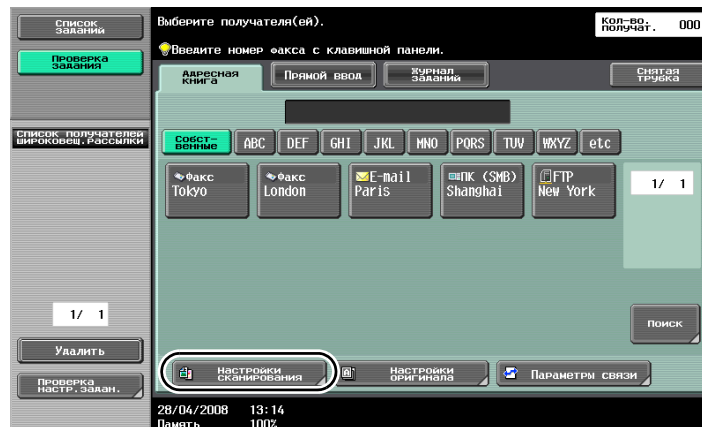 Список
заданий
Проверка
задания
Список получателей
широковещ.рассылки
1/ 1
Удалить
Проверка
настр.задан.
Выберите получателя(ей).
Кол-во.
получат.
000
Введите номер факса с клавишной панели.
Адресная
книга
Прямой ввод
Журнал
заданий
Снятая
трубка
Собст-
венные
ABC
DEF
GHI
JKL
MNO
PQRS
TUV
WXYZ
etc
Факс
Tokyo
Факс
London
E-mail
Paris
ПК (SMB)
Shanghai
FTP
New York
1/ 1
Поиск
Настройки
сканирования
Настройки
оригинала
Параметры связи
28/04/2008 13:14
Память 100%